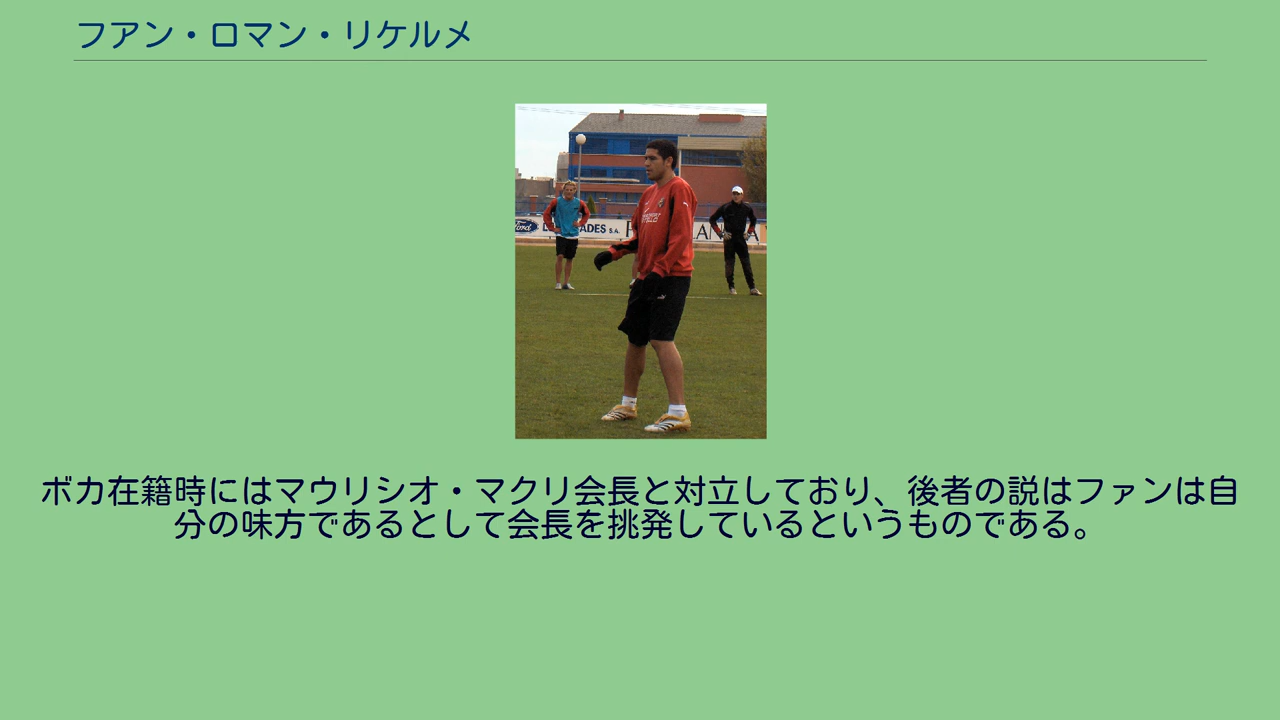 フアン・ロマン・リケルメ
Ford
ADES S.A.
ボカ在籍時にはマウリシオ・マクリ会長と対立しており、後者の説はファンは自
分の味方であるとして会長を挑発しているというものである。